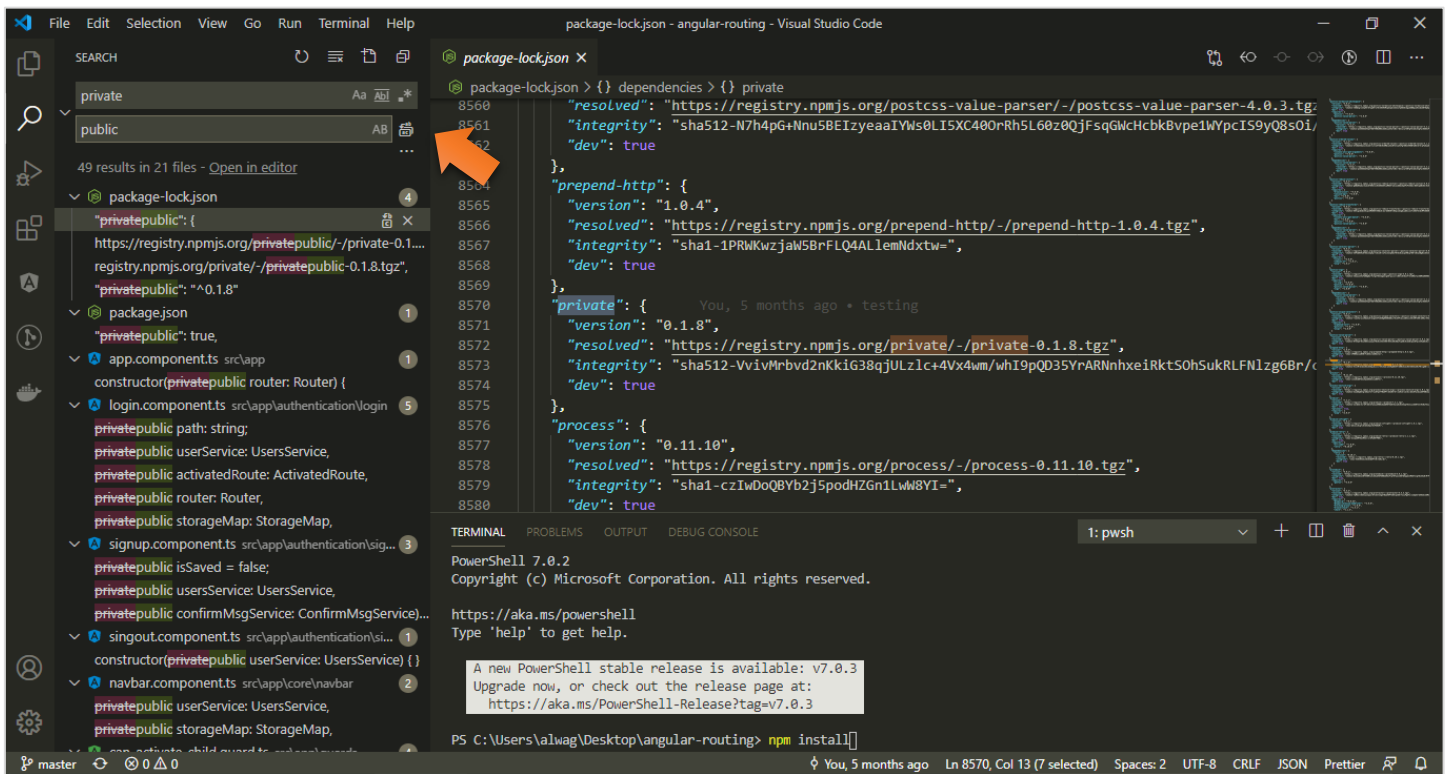 File Edit Selection View Go Run Terminal Help
package-lock.json - angular-routing - Visual Studio Code
SEARCH
private
Aa Abl .*
public
AB
49 results in 21 files - Open in editor
package-lock.json 4
"privatepublic": {
https://registry.npmjs.org/privatepublic/-/private-0.1....
registry.npmjs.org/private/-/privatepublic-0.1.8.tgz",
"privatepublic": "^0.1.8"
package.json 1
"privatepublic": true,
app.component.ts src\app 1
constructor(privatepublic router: Router) {
login.component.ts src\app\authentication\login 5
privatepublic path: string;
privatepublic userService: UsersService,
privatepublic activatedRoute: ActivatedRoute,
privatepublic router: Router,
privatepublic storageMap: StorageMap,
signup.component.ts src\app\authentication\sig... 3
privatepublic isSaved = false;
privatepublic usersService: UsersService,
privatepublic confirmMsgService: ConfirmMsgService)...
singout.component.ts src\app\authentication\si... 1
constructor(privatepublic userService: UsersService) { }
navbar.component.ts src\app\core\navbar 2
privatepublic userService: UsersService,
privatepublic storageMap: StorageMap,
package-lock.json
package-lock.json > {} dependencies > {} private
8560 "resolved": "https://registry.npmjs.org/postcss-value-parser/-/postcss-value-parser-4.0.3.tgz
8561 "integrity": "sha512-N7h4pG+Nnu5BEIzyeaaIYWs0LI5XC40OrRh5L60z0QjFsqGWcHcbkBvpe1WYpcIS9yQ8sOi/
8562 "dev": true
},
8564 "prepend-http": {
8565 "version": "1.0.4",
8566 "resolved": "https://registry.npmjs.org/prepend-http/-/prepend-http-1.0.4.tgz",
8567 "integrity": "sha1-1PRWKwzjaW5BrFLQ4ALlemNdxtw=",
8568 "dev": true
8569 },
8570 "private": { You, 5 months ago • testing
8571 "version": "0.1.8",
8572 "resolved": "https://registry.npmjs.org/private/-/private-0.1.8.tgz",
8573 "integrity": "sha512-VvivMrbvd2nKkiG38qjULzlc+4Vx4wm/whI9pQD35YrARNnhxeiRktSOhSukRLFNlzg6Br/c
8574 "dev": true
8575 },
8576 "process": {
8577 "version": "0.11.10",
8578 "resolved": "https://registry.npmjs.org/process/-/process-0.11.10.tgz",
8579 "integrity": "sha1-czIwDoQBYb2j5podHZGn1LwW8YI=",
8580 "dev": true
TERMINAL PROBLEMS OUTPUT DEBUG CONSOLE
1: pwsh
PowerShell 7.0.2
Copyright (c) Microsoft Corporation. All rights reserved.
https://aka.ms/powershell
Type 'help' to get help.
A new PowerShell stable release is available: v7.0.3
Upgrade now, or check out the release page at:
https://aka.ms/PowerShell-Release?tag=v7.0.3
PS C:\Users\alwag\Desktop\angular-routing> npm install
master 0 0
You, 5 months ago Ln 8570, Col 13 (7 selected) Spaces: 2 UTF-8 CRLF JSON Prettier